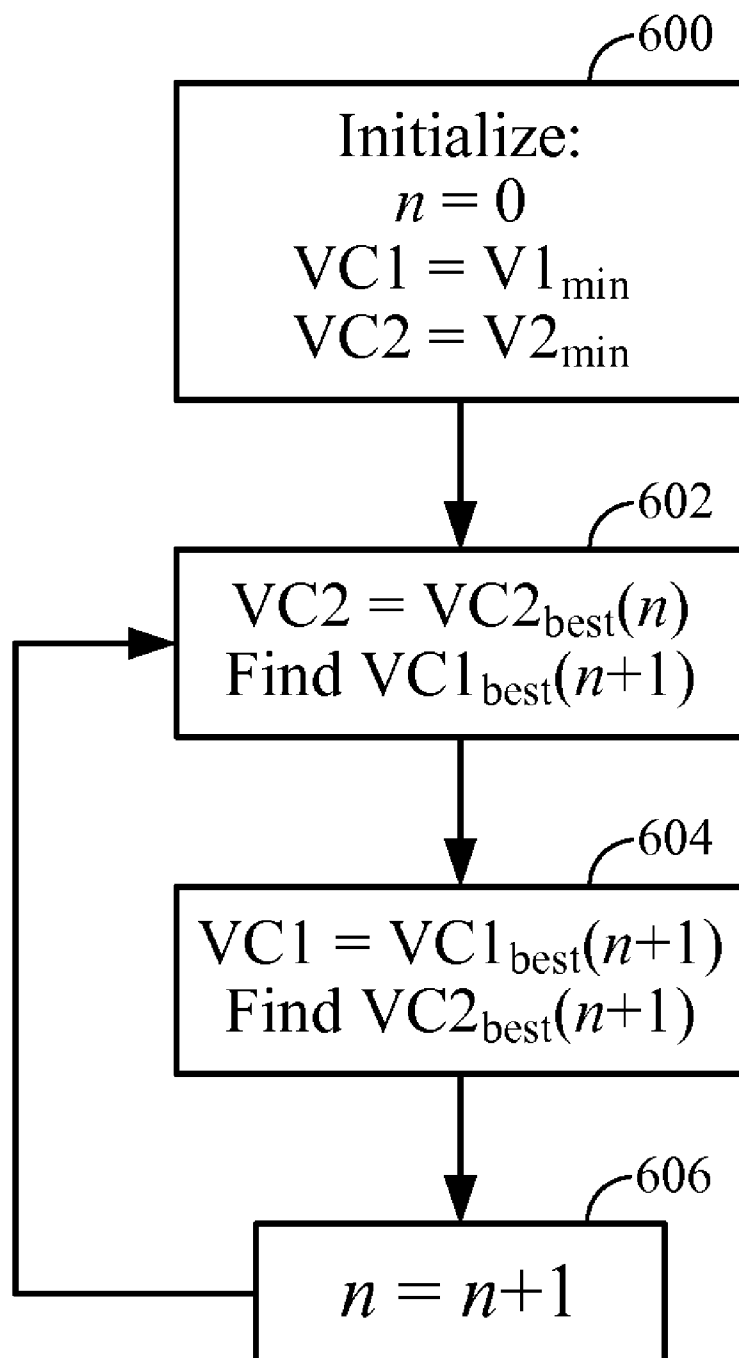 600
Initialize:
n = 0
VC1 = V1min
VC2 = V2min
602
VC2 = VC2best(n)
Find VC1best(n+1)
604
VC1 = VC1best(n+1)
Find VC2best(n+1)
606
n = n+1